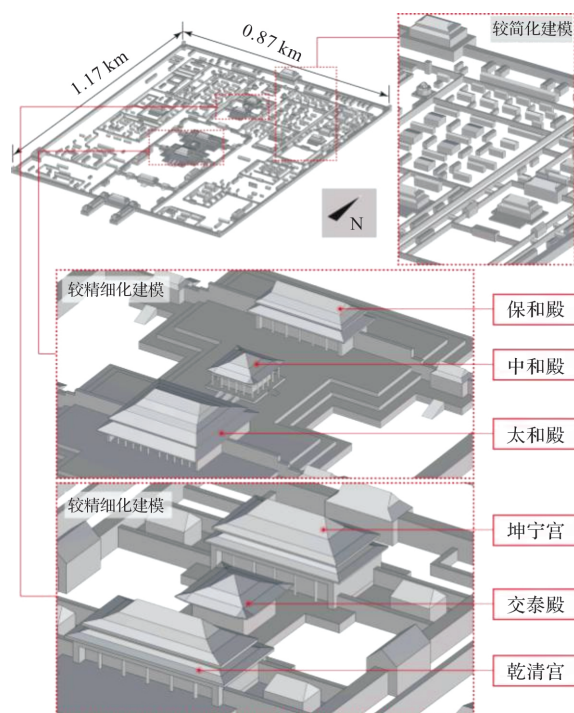 1.17 km
0.87 km
较简化建模
N
较精细化建模
保和殿
中和殿
太和殿
较精细化建模
坤宁宫
交泰殿
乾清宫